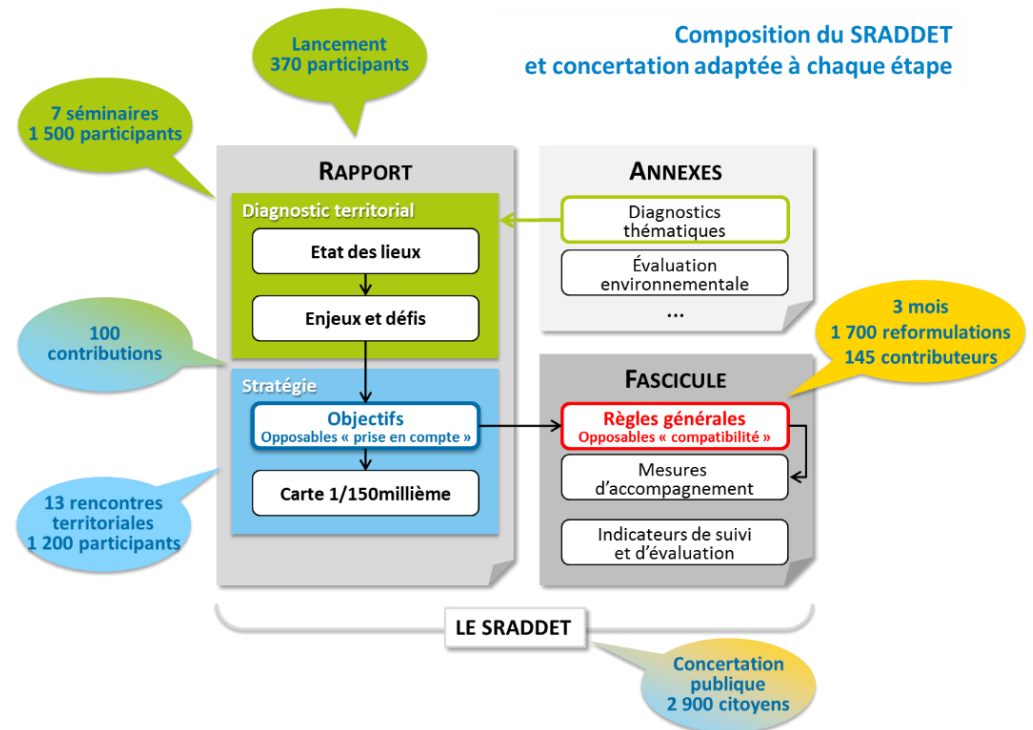 Composition du SRADDET
et concertation adaptée à chaque étape
Lancement
370 participants
7 séminaires
1 500 participants
RAPPORT
Diagnostic territorial
Etat des lieux
Enjeux et défis
100
contributions
Stratégie
Objectifs
Opposables « prise en compte »
Carte 1/150millième
13 rencontres
territoriales
1 200 participants
ANNEXES
Diagnostics
thématiques
Évaluation
environnementale
...
3 mois
1 700 reformulations
145 contributeurs
FASCICULE
Règles générales
Opposables « compatibilité »
Mesures
d'accompagnement
Indicateurs de suivi
et d'évaluation
LE SRADDET
Concertation
publique
2 900 citoyens